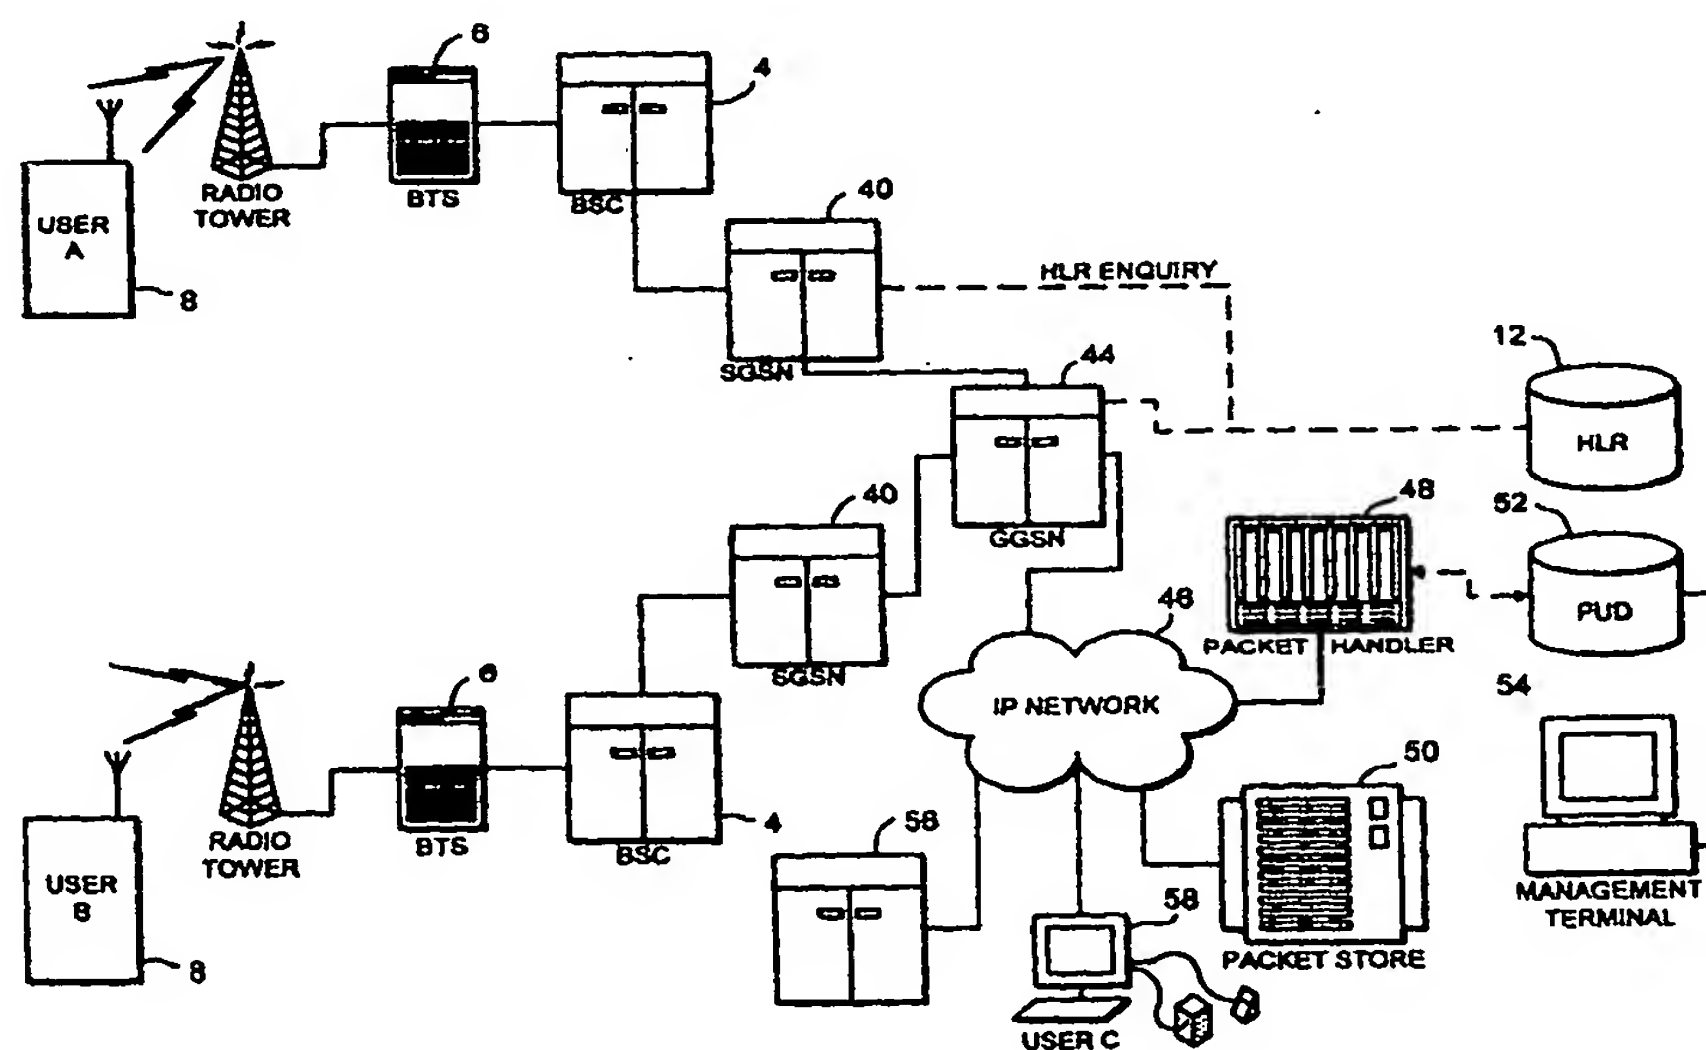 6
4
BTS
BSC
RADIO
TOWER
USER
A
8
40
SGSN
HLR ENQUIRY
12
HLR
44
GGSN
48
PACKET HANDLER
52
PUD
40
SGSN
46
IP NETWORK
54
MANAGEMENT
TERMINAL
6
BTS
RADIO
TOWER
USER
B
8
BSC
4
58
50
PACKET STORE
58
USER C